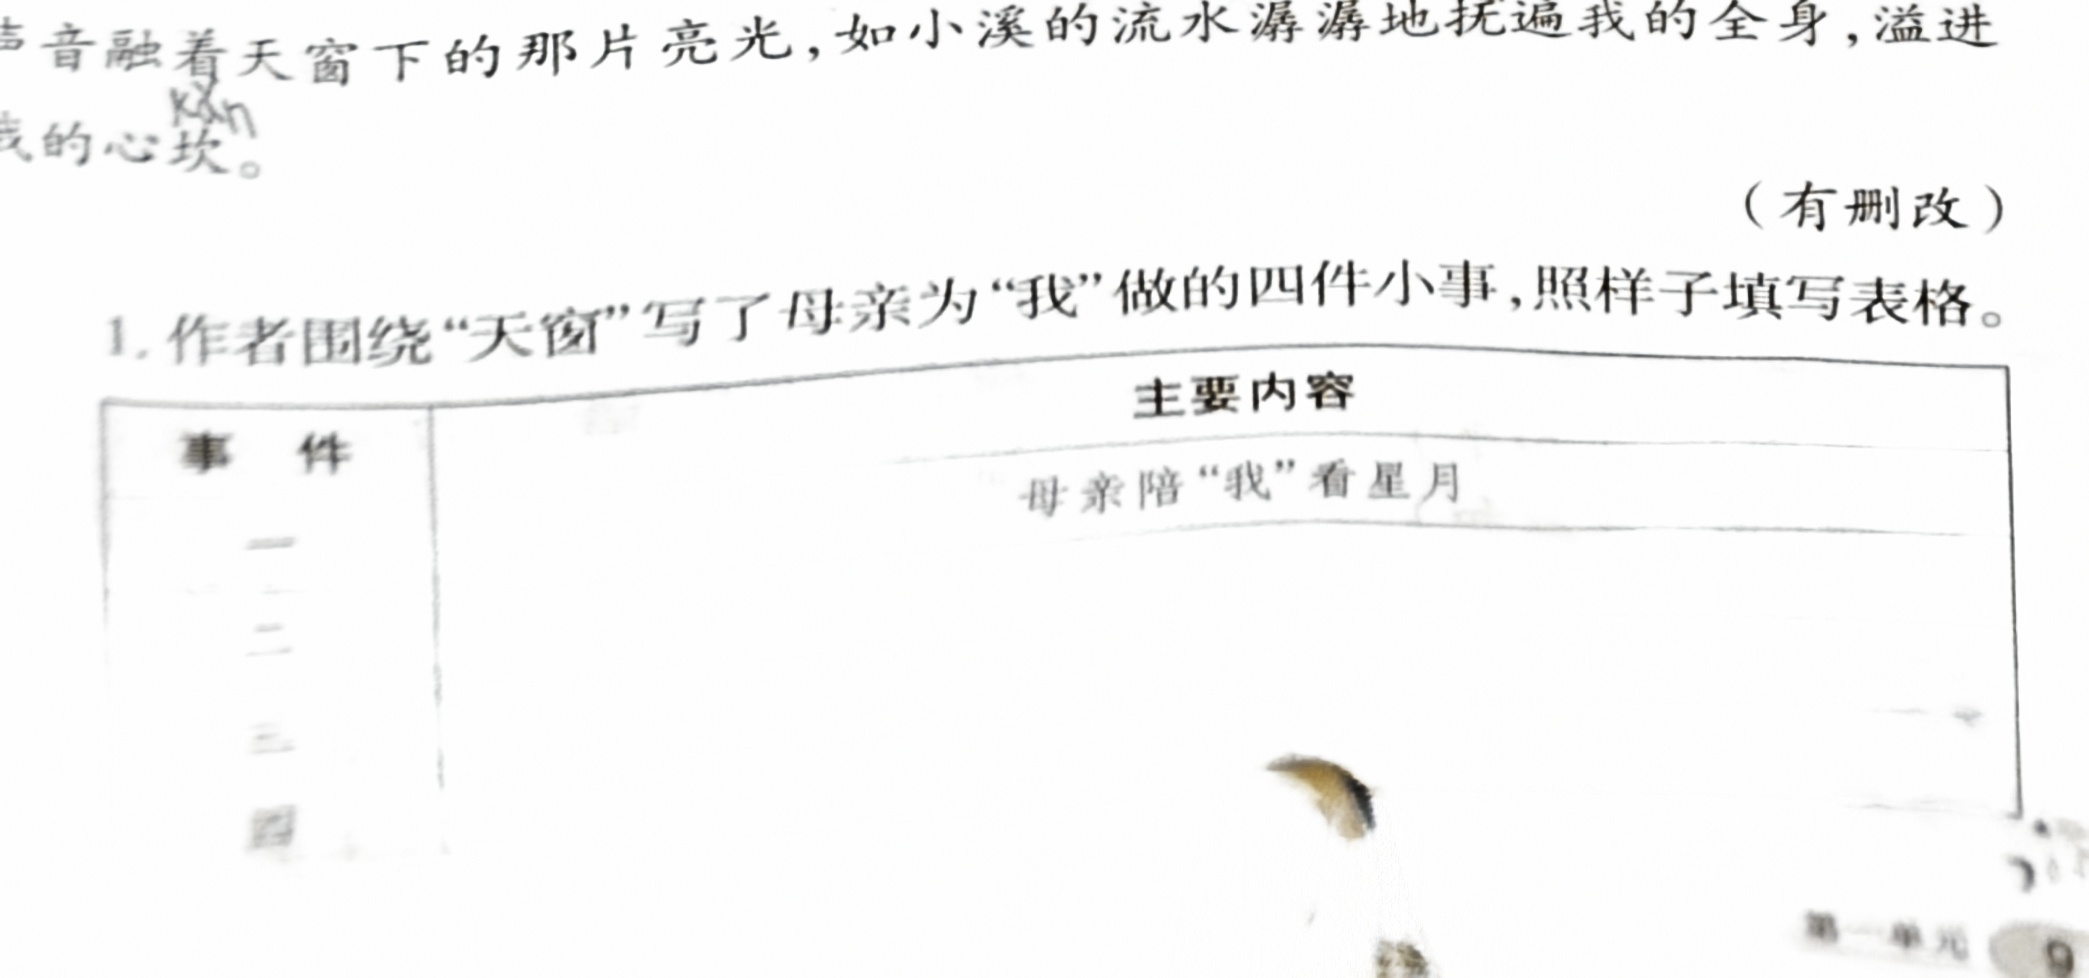 声音融着天窗下的那片亮光,如小溪的流水潺潺地抚遍我的全身,溢进
kǎn
我的心坎。
(有删改)
1. 作者围绕“天窗”写了母亲为“我”做的四件小事,照样子填写表格。
事 件 主要内容
一 母亲陪“我”看星月
二
三
四
第一单元 9